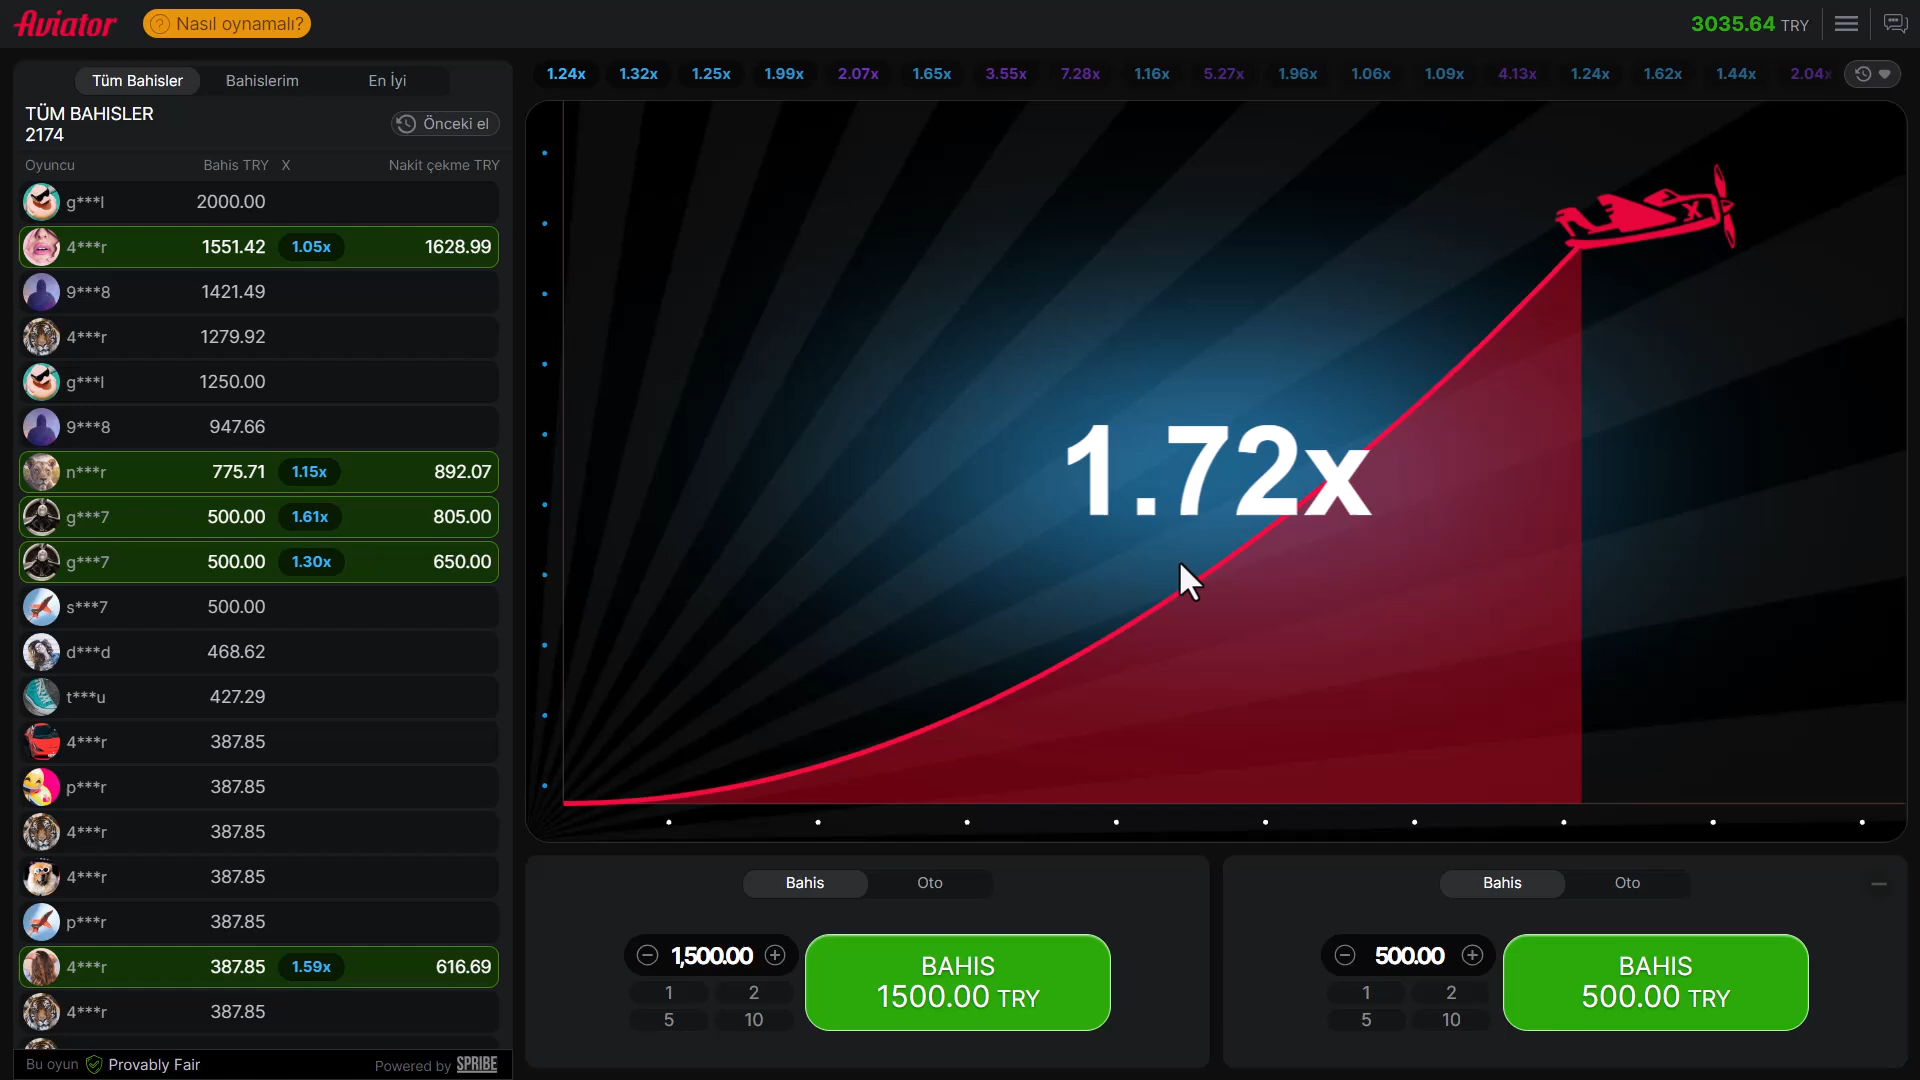 Aviator
? Nasıl oynamalı?
3035.64 TRY
Tüm Bahisler Bahislerim En İyi
1.24x 1.32x 1.25x 1.99x 2.07x 1.65x 3.55x 7.28x 1.16x 5.27x 1.96x 1.06x 1.09x 4.13x 1.24x 1.62x 1.44x 2.04x
TÜM BAHISLER
2174
Önceki el
Oyuncu Bahis TRY X Nakit çekme TRY
g***l 2000.00
4***r 1551.42 1.05x 1628.99
9***8 1421.49
4***r 1279.92
g***l 1250.00
9***8 947.66
n***r 775.71 1.15x 892.07
g***7 500.00 1.61x 805.00
g***7 500.00 1.30x 650.00
s***7 500.00
d***d 468.62
t***u 427.29
4***r 387.85
p***r 387.85
4***r 387.85
4***r 387.85
p***r 387.85
4***r 387.85 1.59x 616.69
4***r 387.85
Bu oyun Provably Fair Powered by SPRIBE
X
1.72x
Bahis Oto
1,500.00
1 2
5 10
BAHIS
1500.00 TRY
Bahis Oto
500.00
1 2
5 10
BAHIS
500.00 TRY